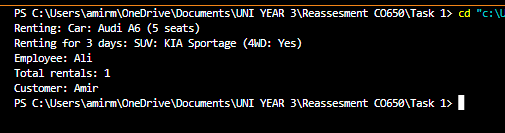 PS C:\Users\amirm\OneDrive\Documents\UNI YEAR 3\Reassesment CO650\Task 1> cd "c:\U
Renting: Car: Audi A6 (5 seats)
Renting for 3 days: SUV: KIA Sportage (4WD: Yes)
Employee: Ali
Total rentals: 1
Customer: Amir
PS C:\Users\amirm\OneDrive\Documents\UNI YEAR 3\Reassesment CO650\Task 1>